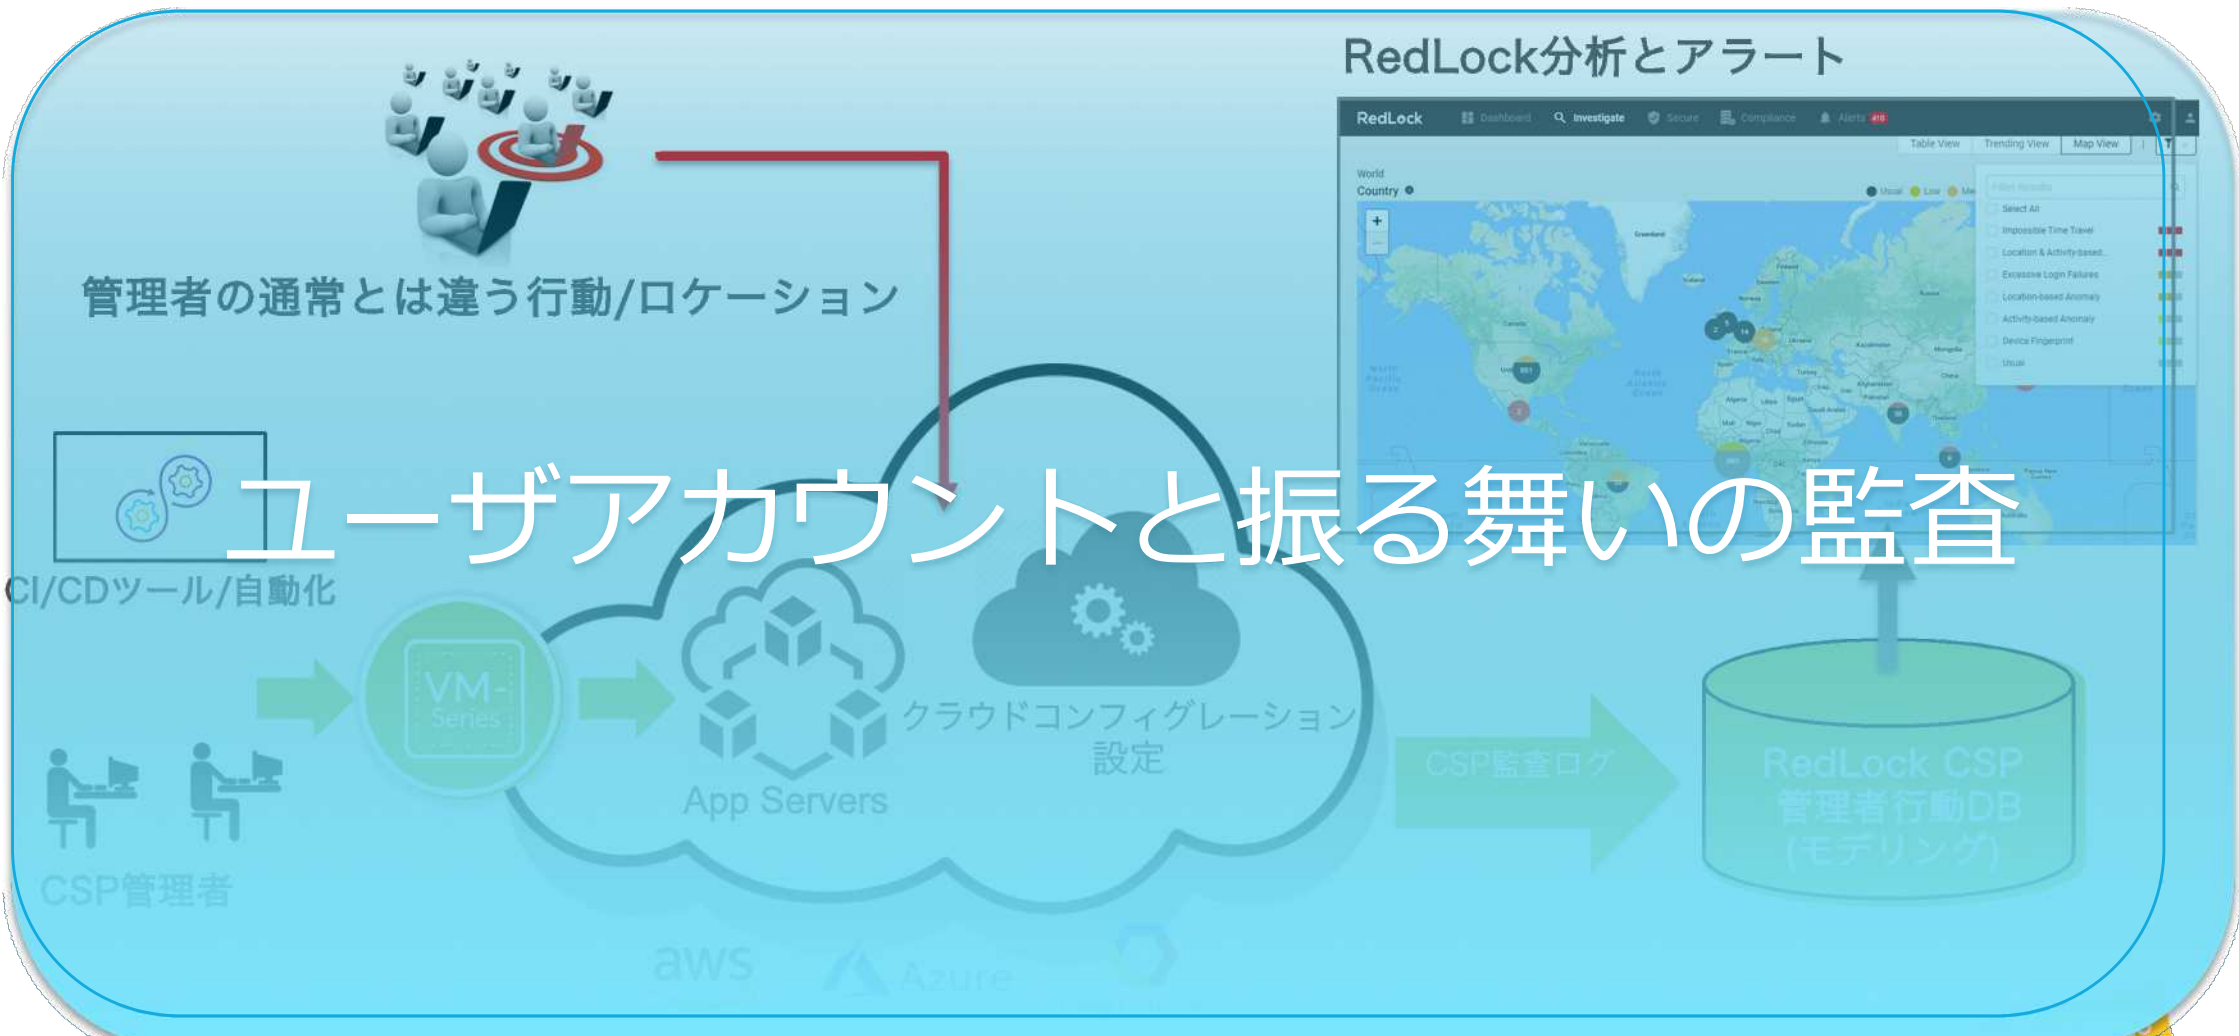 RedLock分析とアラート
RedLock
Dashboard
Investigate
Secure
Compliance
Alerts
Table View
Trending View
Map View
World
Country
Usual
Low
Filter Results
Select All
Impossible Time Travel
Location & Activity-based...
Excessive Login Failures
Location-based Anomaly
Activity-based Anomaly
Device Fingerprint
Usual
管理者の通常とは違う行動/ロケーション
ユーザアカウントと振る舞いの監査
CI/CDツール/自動化
VM-
Series
クラウドコンフィグレーション
設定
App Servers
CSP監査ログ
RedLock CSP
管理者行動DB
(モデリング)
CSP管理者
aws
Azure